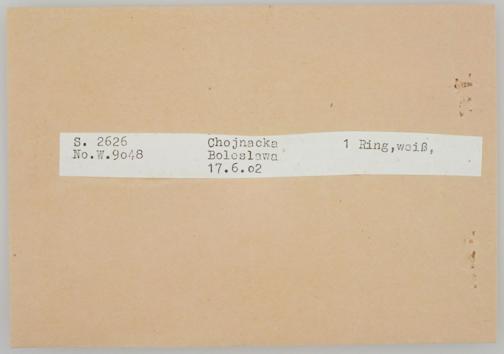 S. 2626 Chojnacka 1 Ring,weiß,
No.W.9o48 Boleslawa
17.6.o2